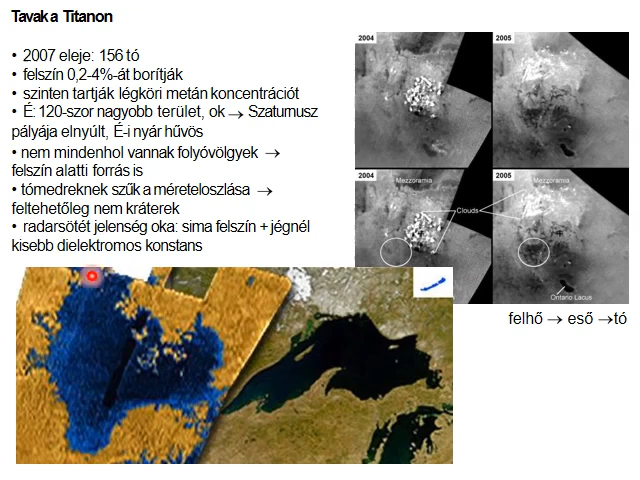 Tavak a Titanon
• 2007 eleje: 156 tó
• felszín 0,2-4%-át borítják
• szinten tartják légköri metán koncentrációt
• É: 120-szor nagyobb terület, ok → Szaturnusz
pályája elnyúlt, É-i nyár hűvös
• nem mindenhol vannak folyóvölgyek →
felszín alatti forrás is
• tómedreknek szűk a méreteloszlása →
feltehetőleg nem kráterek
• radarsötét jelenség oka: sima felszín + jégnél
kisebb dielektromos konstans
2004
2005
2004
2005
Mezzoramia
Mezzoramia
Clouds
Ontario Lacus
felhő → eső →tó